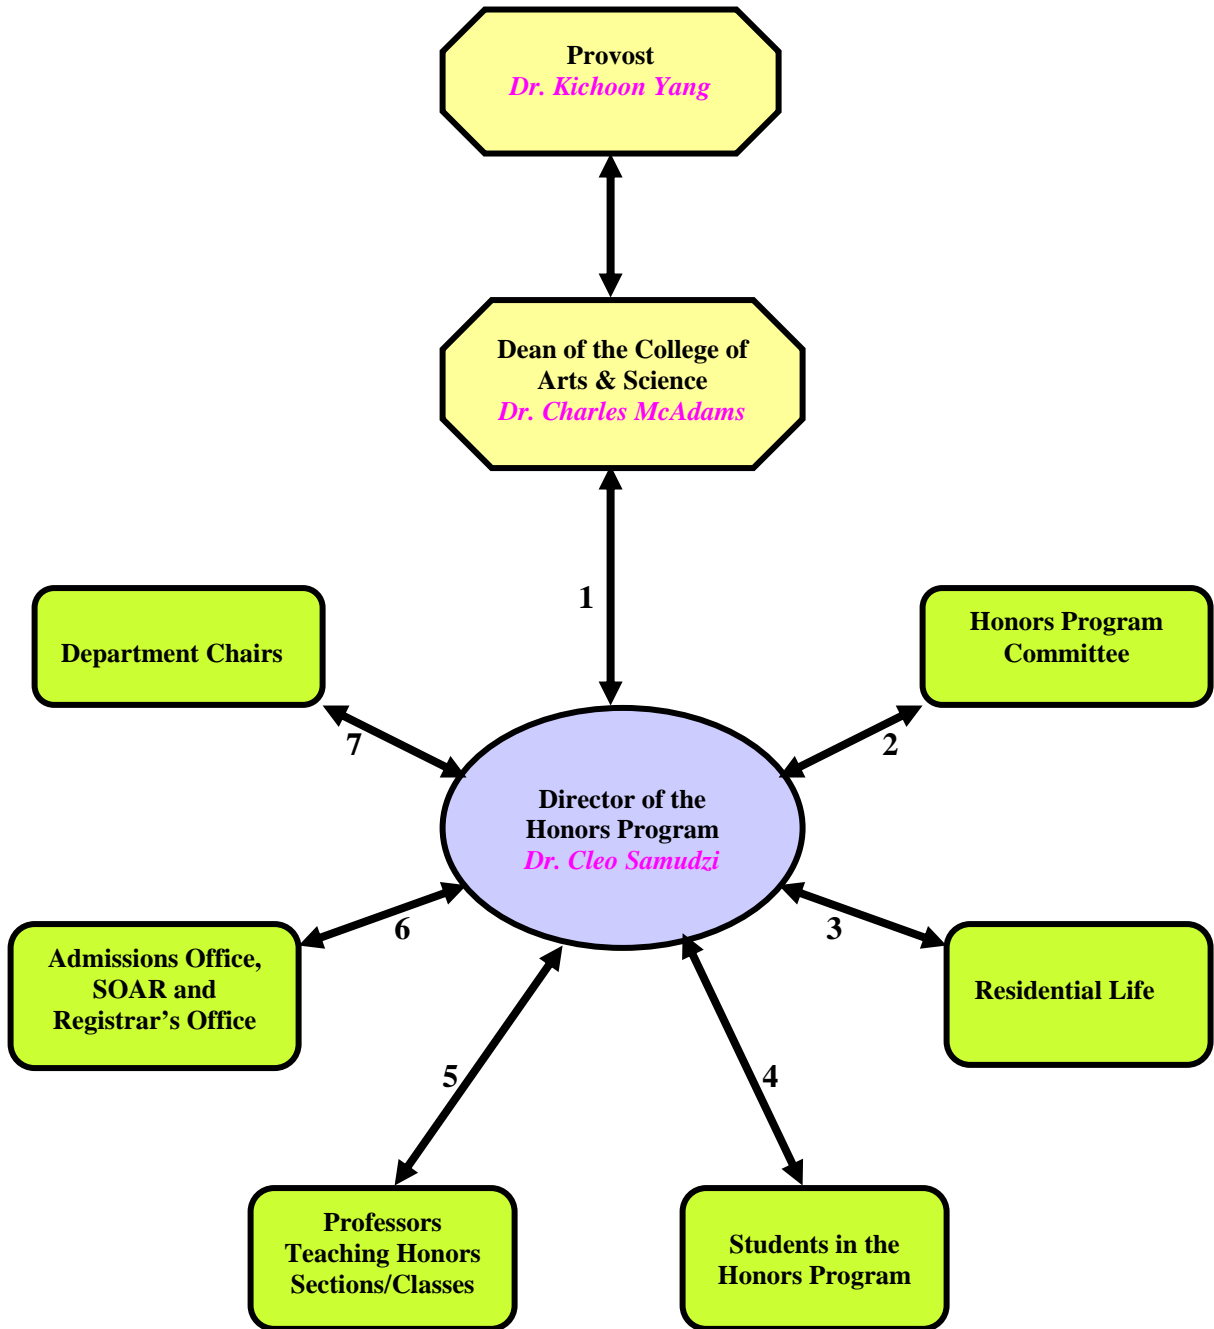 Provost
Dr. Kichoon Yang
Dean of the College of
Arts & Science
Dr. Charles McAdams
1
Department Chairs
Honors Program
Committee
7
2
Director of the
Honors Program
Dr. Cleo Samudzi
6
3
Admissions Office,
SOAR and
Registrar’s Office
Residential Life
5
4
Professors
Teaching Honors
Sections/Classes
Students in the
Honors Program